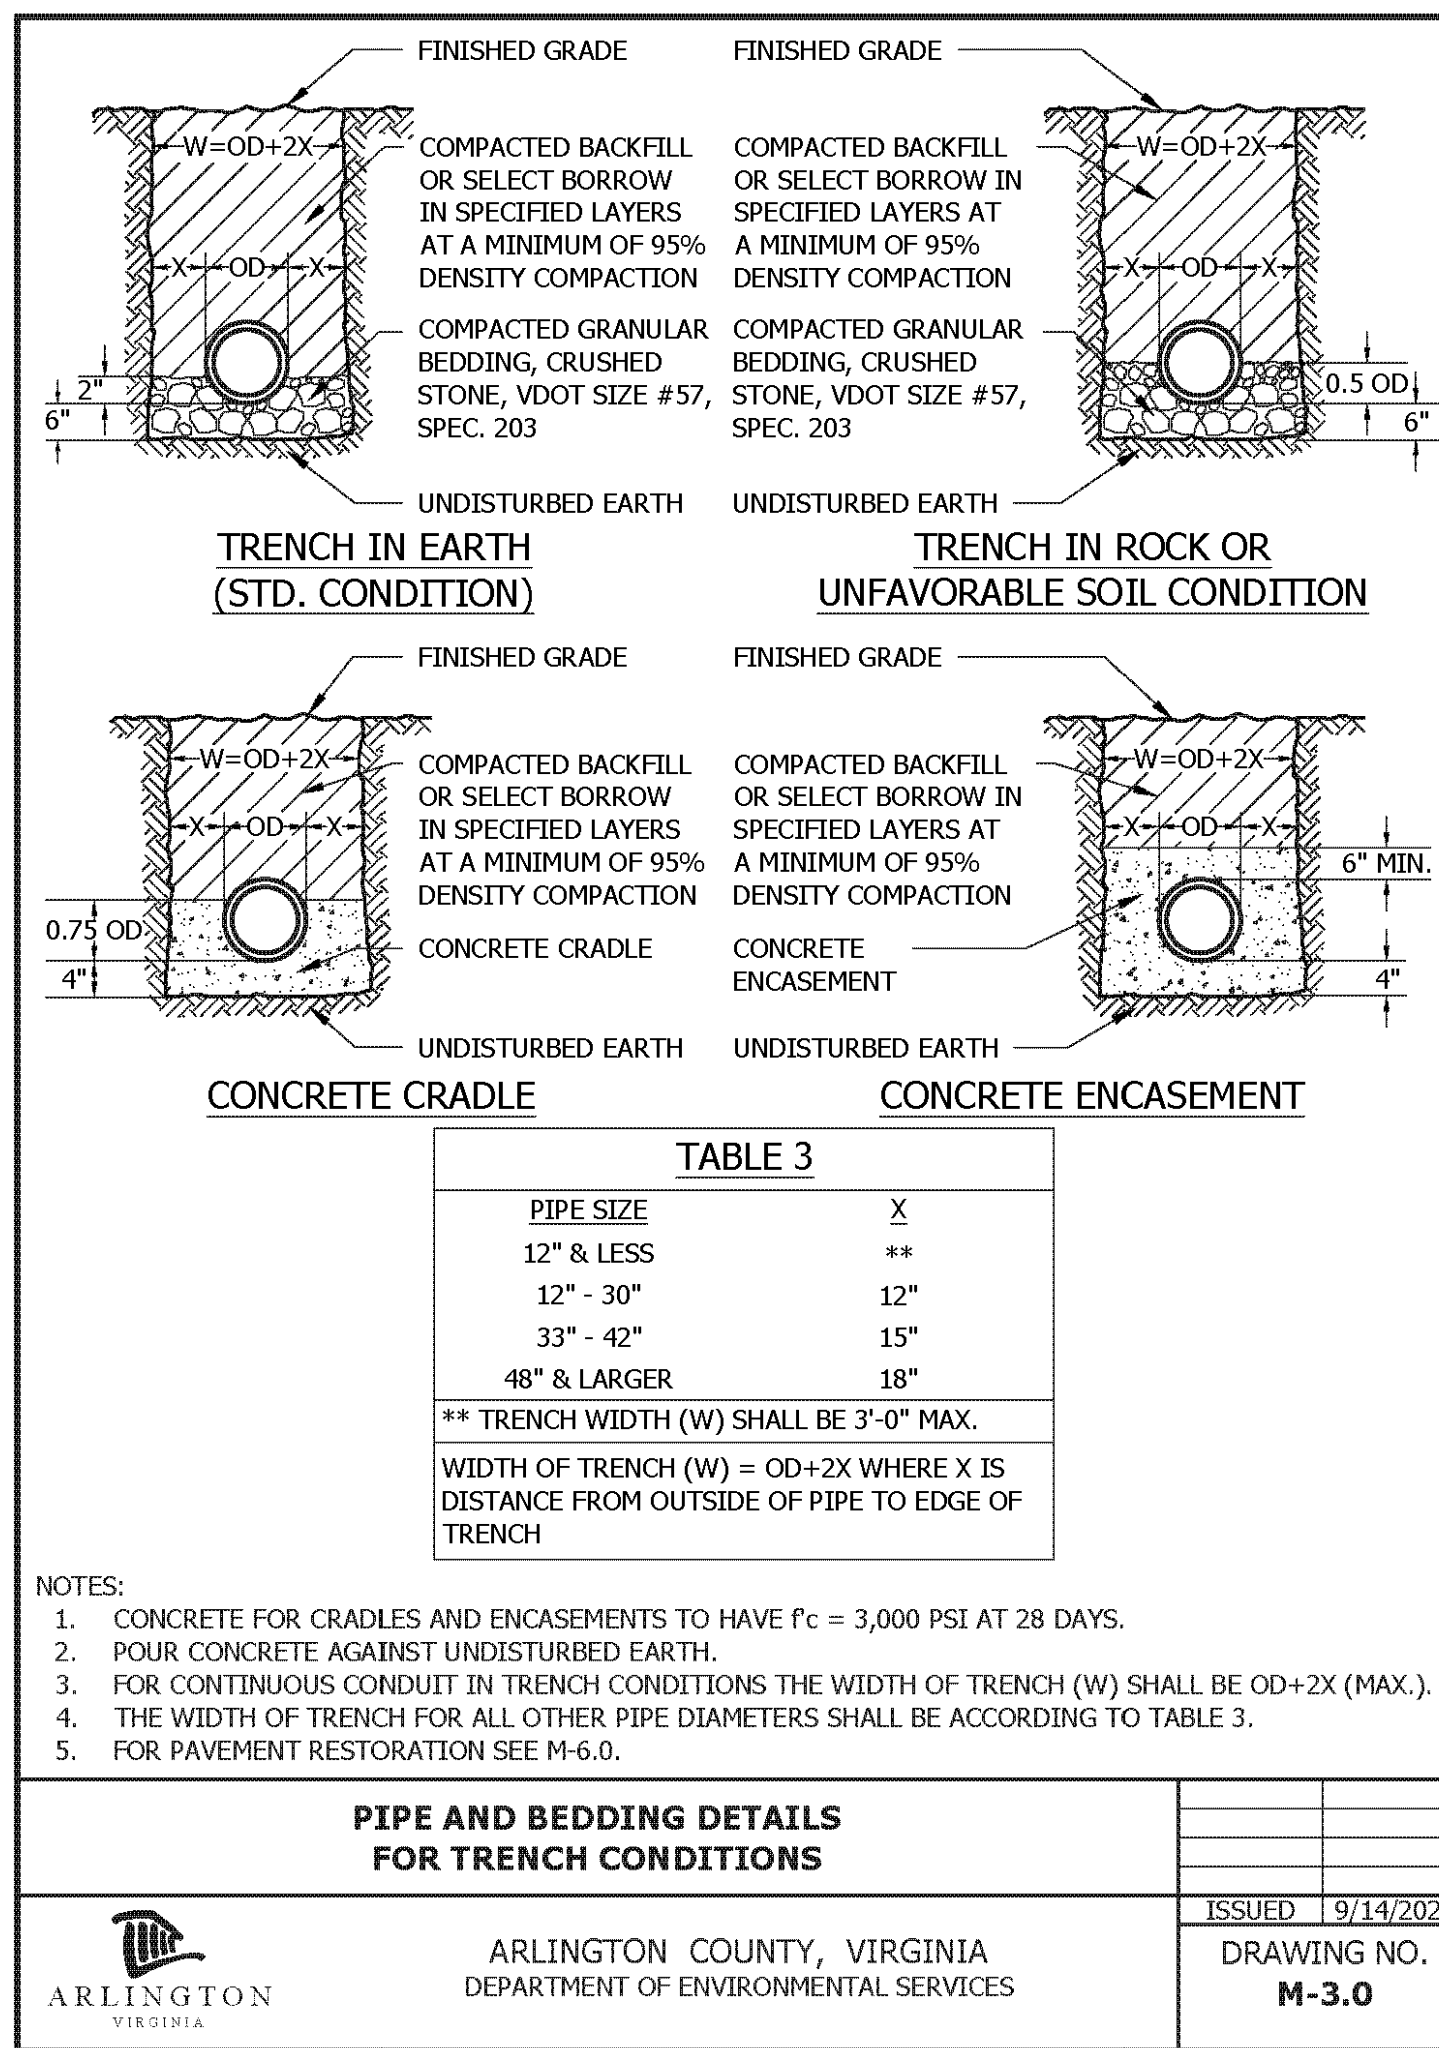 FINISHED GRADE
W=OD+2X
COMPACTED BACKFILL
OR SELECT BORROW
IN SPECIFIED LAYERS
AT A MINIMUM OF 95%
DENSITY COMPACTION
X OD X
COMPACTED GRANULAR
BEDDING, CRUSHED
STONE, VDOT SIZE #57,
SPEC. 203
2"
6"
UNDISTURBED EARTH
TRENCH IN EARTH
(STD. CONDITION)
FINISHED GRADE
W=OD+2X
COMPACTED BACKFILL
OR SELECT BORROW IN
SPECIFIED LAYERS AT
A MINIMUM OF 95%
DENSITY COMPACTION
X OD X
COMPACTED GRANULAR
BEDDING, CRUSHED
STONE, VDOT SIZE #57,
SPEC. 203
0.5 OD
6"
UNDISTURBED EARTH
TRENCH IN ROCK OR
UNFAVORABLE SOIL CONDITION
FINISHED GRADE
W=OD+2X
COMPACTED BACKFILL
OR SELECT BORROW
IN SPECIFIED LAYERS
AT A MINIMUM OF 95%
DENSITY COMPACTION
X OD X
0.75 OD
4"
CONCRETE CRADLE
UNDISTURBED EARTH
CONCRETE CRADLE
FINISHED GRADE
W=OD+2X
COMPACTED BACKFILL
OR SELECT BORROW IN
SPECIFIED LAYERS AT
A MINIMUM OF 95%
DENSITY COMPACTION
X OD X
6" MIN.
CONCRETE
ENCASEMENT
4"
UNDISTURBED EARTH
CONCRETE ENCASEMENT
TABLE 3
PIPE SIZE X
12" & LESS **
12" - 30" 12"
33" - 42" 15"
48" & LARGER 18"
** TRENCH WIDTH (W) SHALL BE 3'-0" MAX.
WIDTH OF TRENCH (W) = OD+2X WHERE X IS
DISTANCE FROM OUTSIDE OF PIPE TO EDGE OF
TRENCH
NOTES:
1. CONCRETE FOR CRADLES AND ENCASEMENTS TO HAVE f'c = 3,000 PSI AT 28 DAYS.
2. POUR CONCRETE AGAINST UNDISTURBED EARTH.
3. FOR CONTINUOUS CONDUIT IN TRENCH CONDITIONS THE WIDTH OF TRENCH (W) SHALL BE OD+2X (MAX.).
4. THE WIDTH OF TRENCH FOR ALL OTHER PIPE DIAMETERS SHALL BE ACCORDING TO TABLE 3.
5. FOR PAVEMENT RESTORATION SEE M-6.0.
PIPE AND BEDDING DETAILS
FOR TRENCH CONDITIONS
ARLINGTON
VIRGINIA
ARLINGTON COUNTY, VIRGINIA
DEPARTMENT OF ENVIRONMENTAL SERVICES
ISSUED 9/14/202
DRAWING NO.
M-3.0